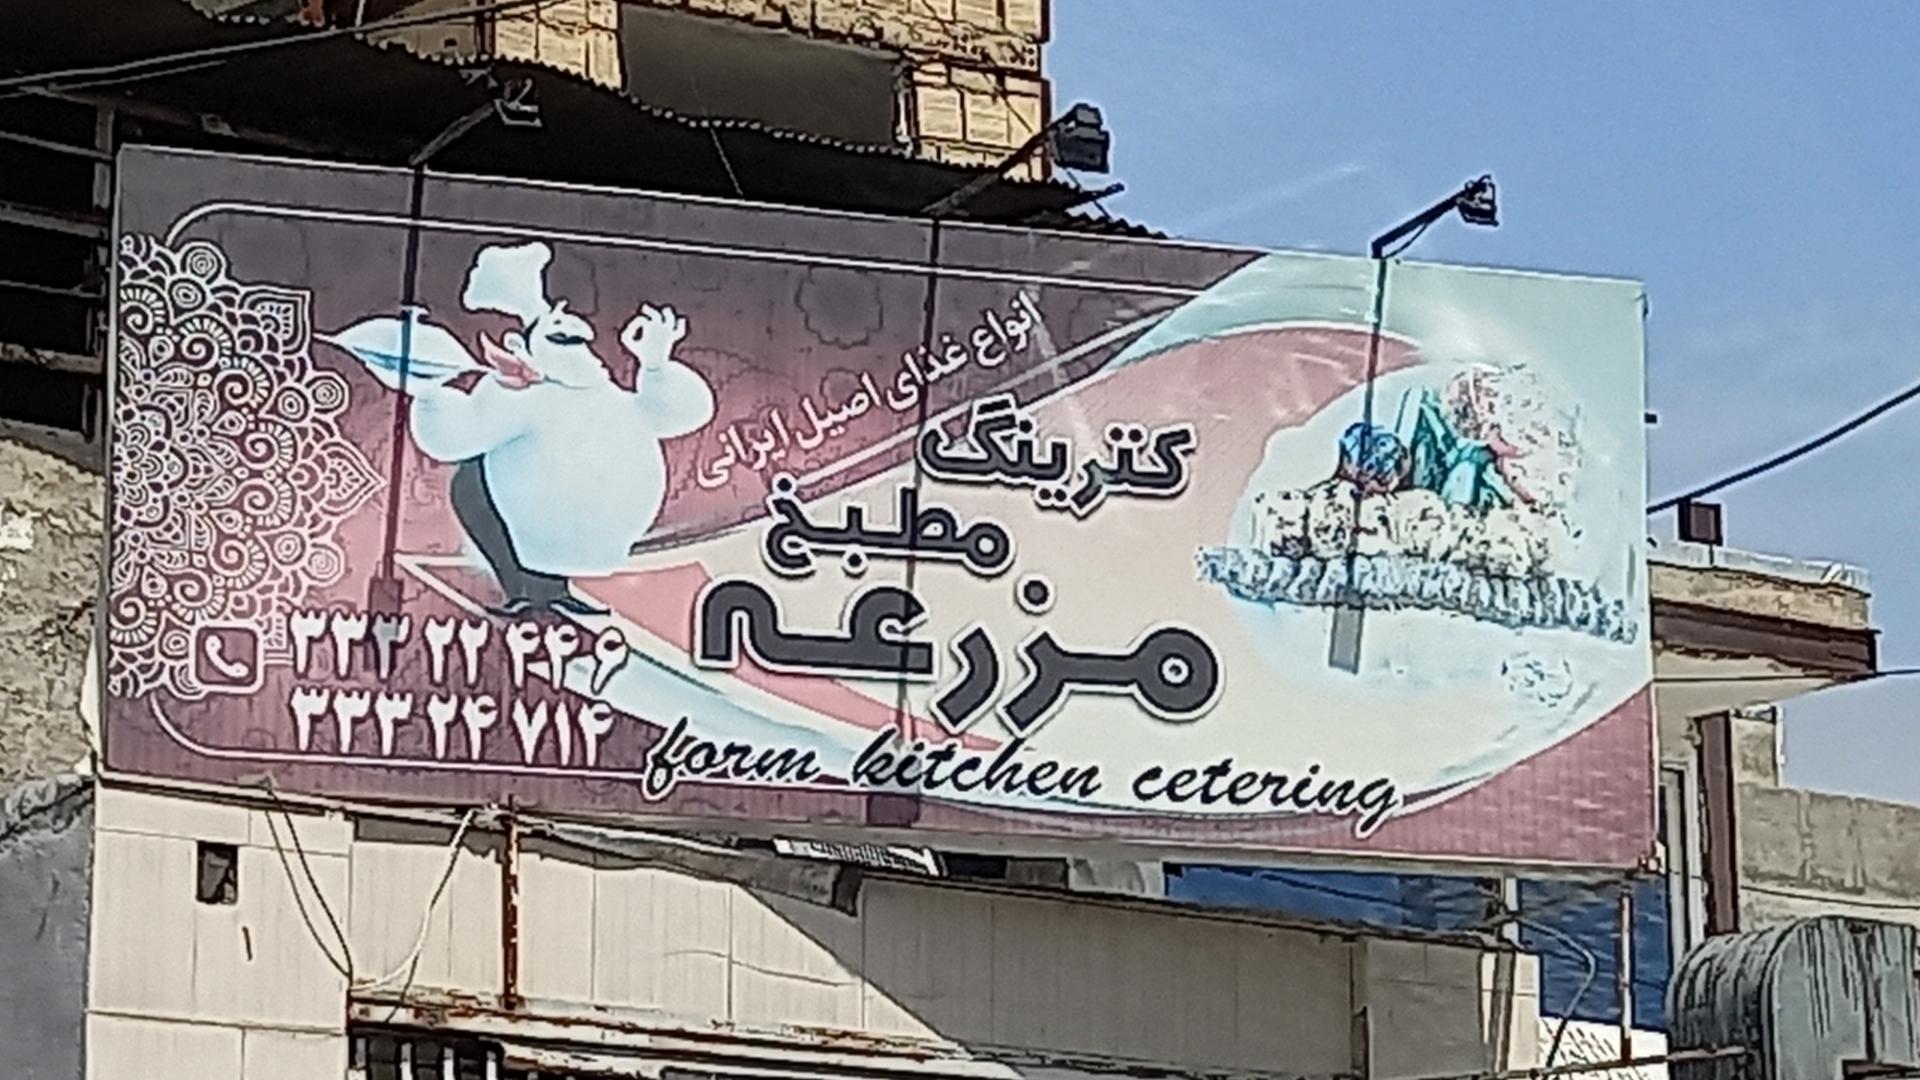 انواع غذای اصیل ایرانی
کترینگ
مطبخ
مزرعه
۳۳۳ ۲۲ ۴۴۶
۳۳۳ ۲۴ ۷۱۴
form kitchen cetering